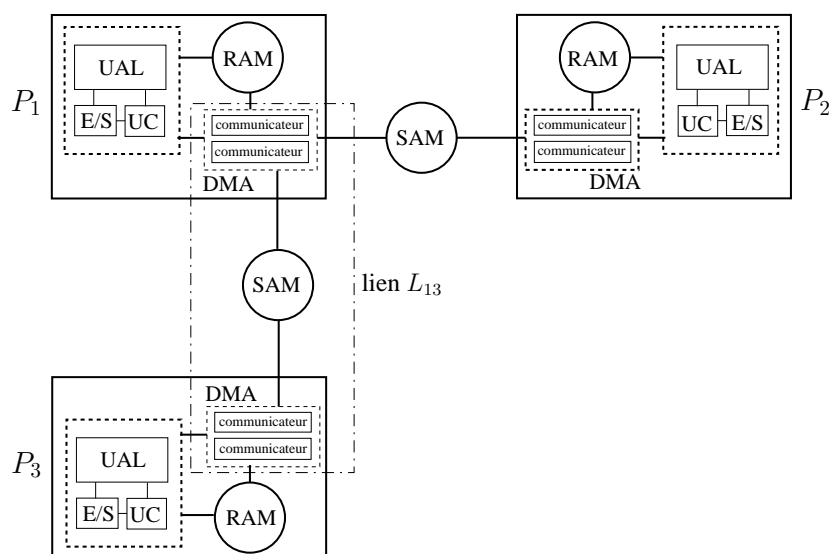 P1
UAL
E/S
UC
RAM
communicateur
communicateur
DMA
SAM
RAM
communicateur
communicateur
DMA
UAL
UC
E/S
P2
SAM
lien L13
P3
DMA
communicateur
communicateur
UAL
E/S
UC
RAM